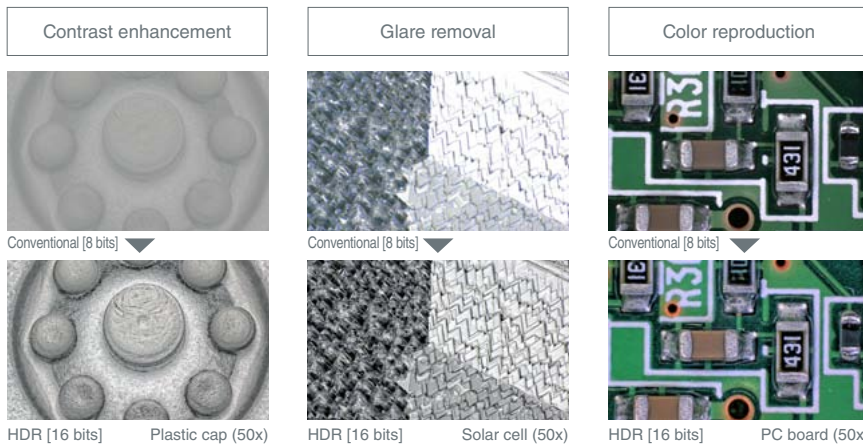 Contrast enhancement
Glare removal
Color reproduction
Conventional [8 bits]
Conventional [8 bits]
Conventional [8 bits]
R3
431
R3
431
HDR [16 bits] Plastic cap (50x)
HDR [16 bits] Solar cell (50x)
HDR [16 bits] PC board (50x